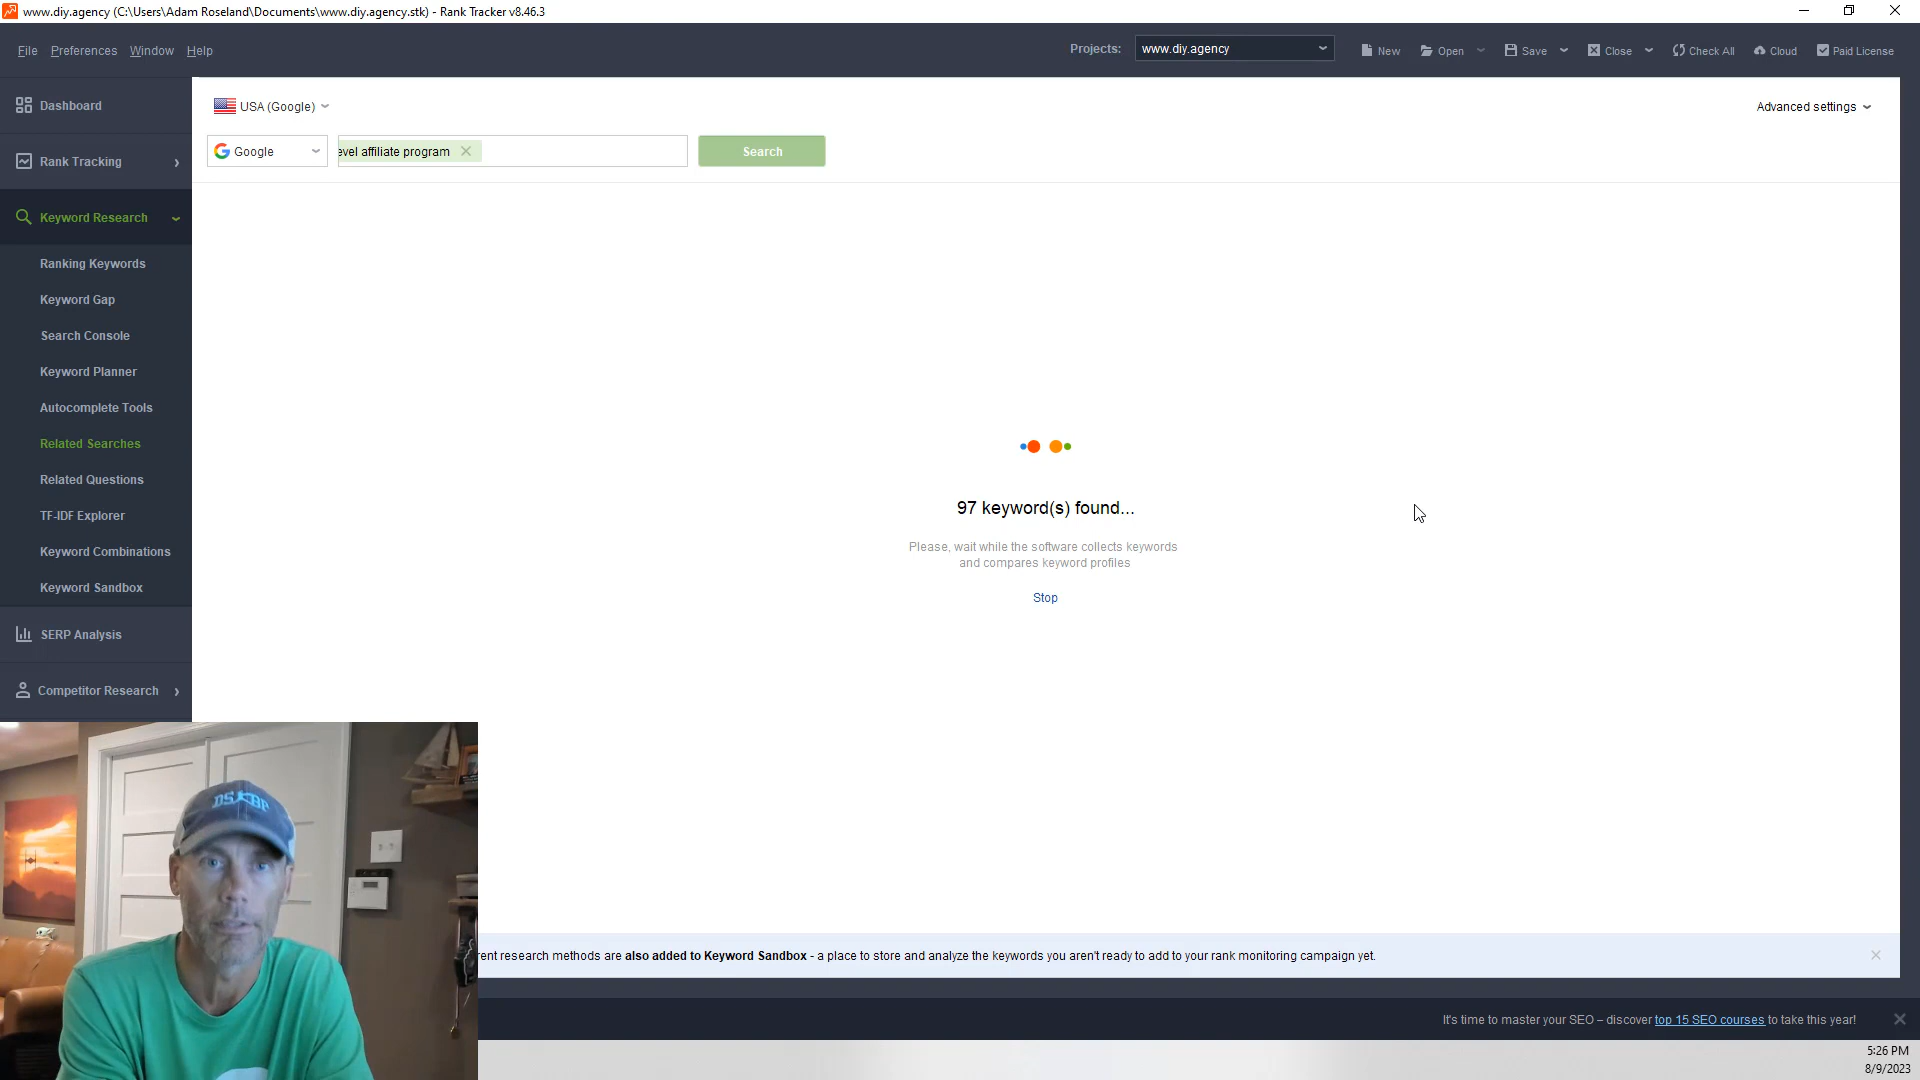 www.diy.agency (C:\Users\Adam Roseland\Documents\www.diy.agency.stk) - Rank Tracker v8.46.3
File Preferences Window Help
Projects: www.diy.agency New Open Save Close Check All Cloud Paid License
Dashboard
Rank Tracking
Keyword Research
Ranking Keywords
Keyword Gap
Search Console
Keyword Planner
Autocomplete Tools
Related Searches
Related Questions
TF-IDF Explorer
Keyword Combinations
Keyword Sandbox
SERP Analysis
Competitor Research
USA (Google)
Advanced settings
Google
evel affiliate program
Search
97 keyword(s) found...
Please, wait while the software collects keywords
and compares keyword profiles
Stop
rent research methods are also added to Keyword Sandbox - a place to store and analyze the keywords you aren't ready to add to your rank monitoring campaign yet.
It's time to master your SEO – discover top 15 SEO courses to take this year!
5:26 PM
8/9/2023